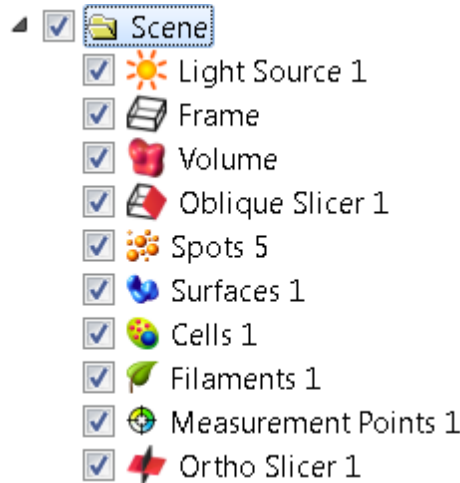 Scene
Light Source 1
Frame
Volume
Oblique Slicer 1
Spots 5
Surfaces 1
Cells 1
Filaments 1
Measurement Points 1
Ortho Slicer 1